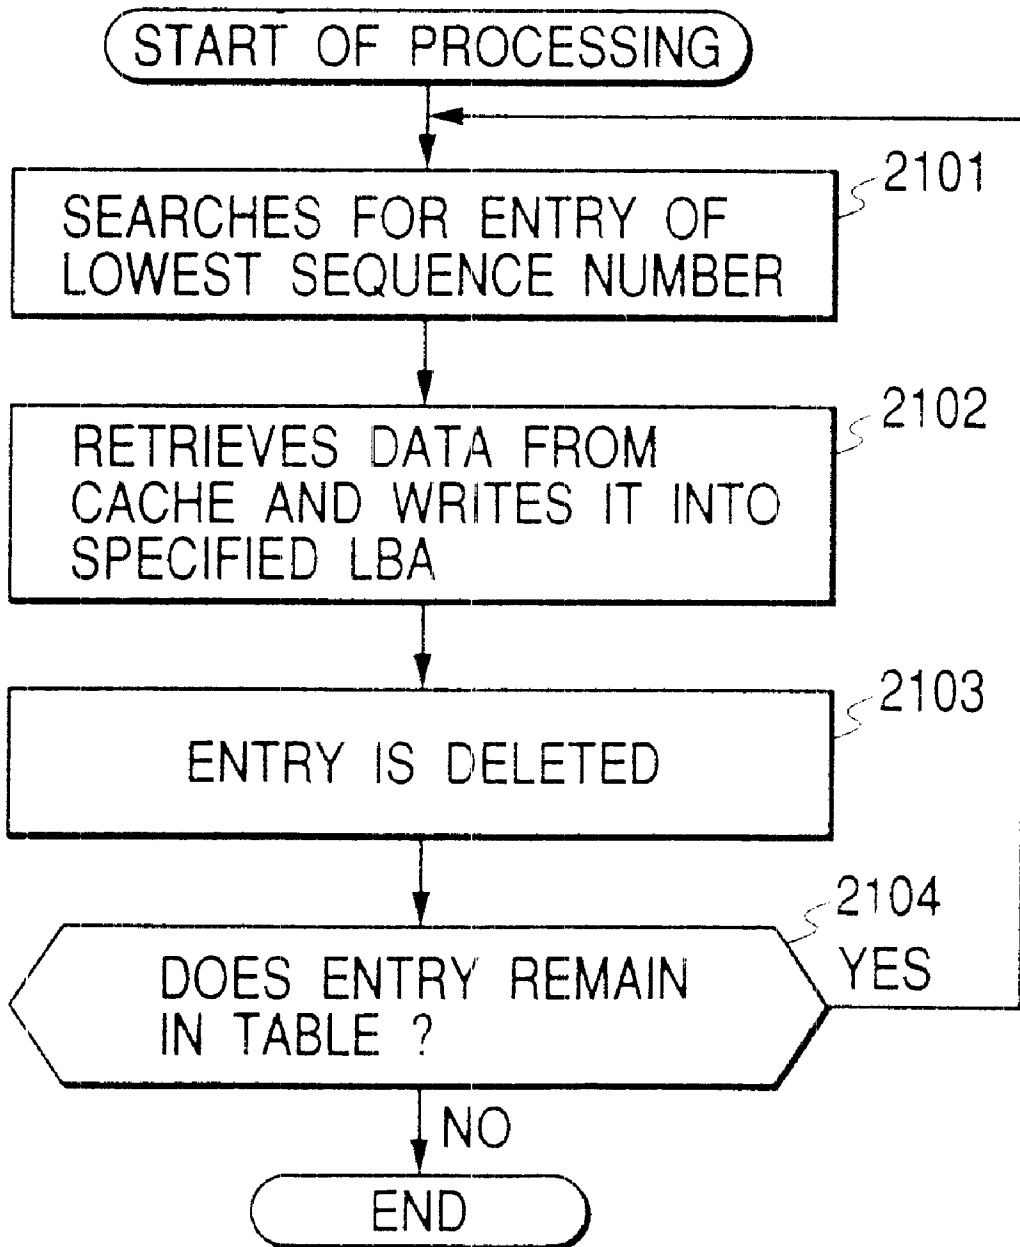 START OF PROCESSING
2101
SEARCHES FOR ENTRY OF
LOWEST SEQUENCE NUMBER
2102
RETRIEVES DATA FROM
CACHE AND WRITES IT INTO
SPECIFIED LBA
2103
ENTRY IS DELETED
2104
DOES ENTRY REMAIN
IN TABLE ?
YES
NO
END